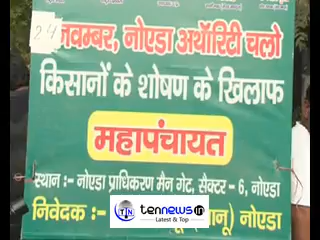 24 नवम्बर, नोएडा अथॉरिटी चलो
किसानों के शोषण के खिलाफ
महापंचायत
स्थान :- नोएडा प्राधिकरण मैन गेट, सैक्टर - 6, नोएडा
निवेदक :- नू) नोएडा
tennews.in
TN
Latest & Top